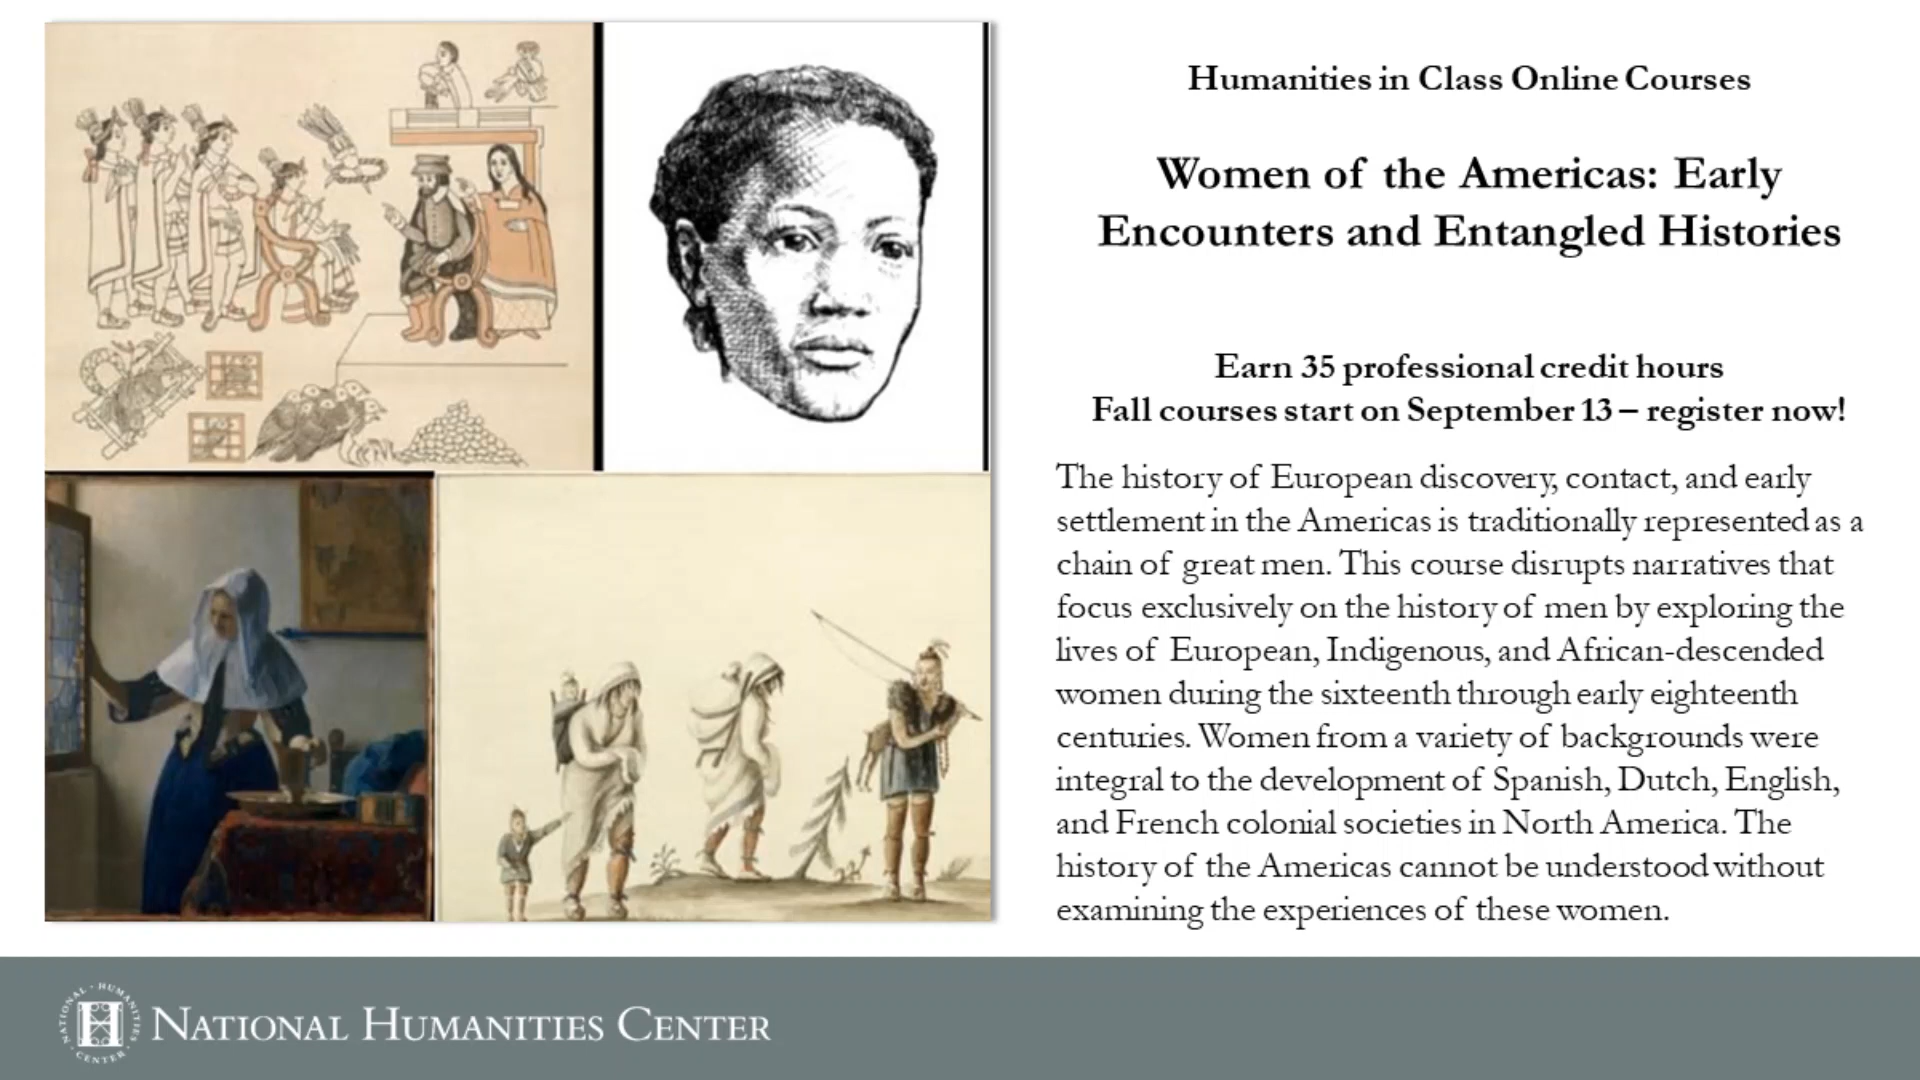 Humanities in Class Online Courses
Women of the Americas: Early
Encounters and Entangled Histories
Earn 35 professional credit hours
Fall courses start on September 13 – register now!
The history of European discovery, contact, and early
settlement in the Americas is traditionally represented as a
chain of great men. This course disrupts narratives that
focus exclusively on the history of men by exploring the
lives of European, Indigenous, and African-descended
women during the sixteenth through early eighteenth
centuries. Women from a variety of backgrounds were
integral to the development of Spanish, Dutch, English,
and French colonial societies in North America. The
history of the Americas cannot be understood without
examining the experiences of these women.
NATIONAL · HUMANITIES · CENTER ·
H
NATIONAL HUMANITIES CENTER